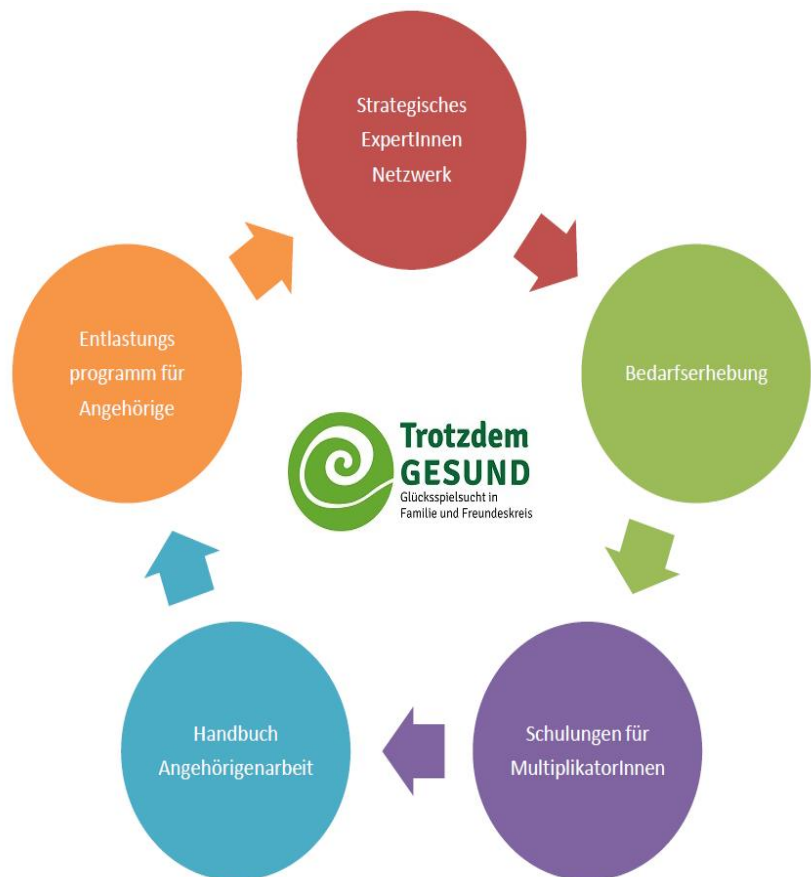 Strategisches
ExpertInnen
Netzwerk
Bedarfserhebung
Schulungen für
MultiplikatorInnen
Handbuch
Angehörigenarbeit
Entlastungs
programm für
Angehörige
Trotzdem
GESUND
Glücksspielsucht in
Familie und Freundeskreis